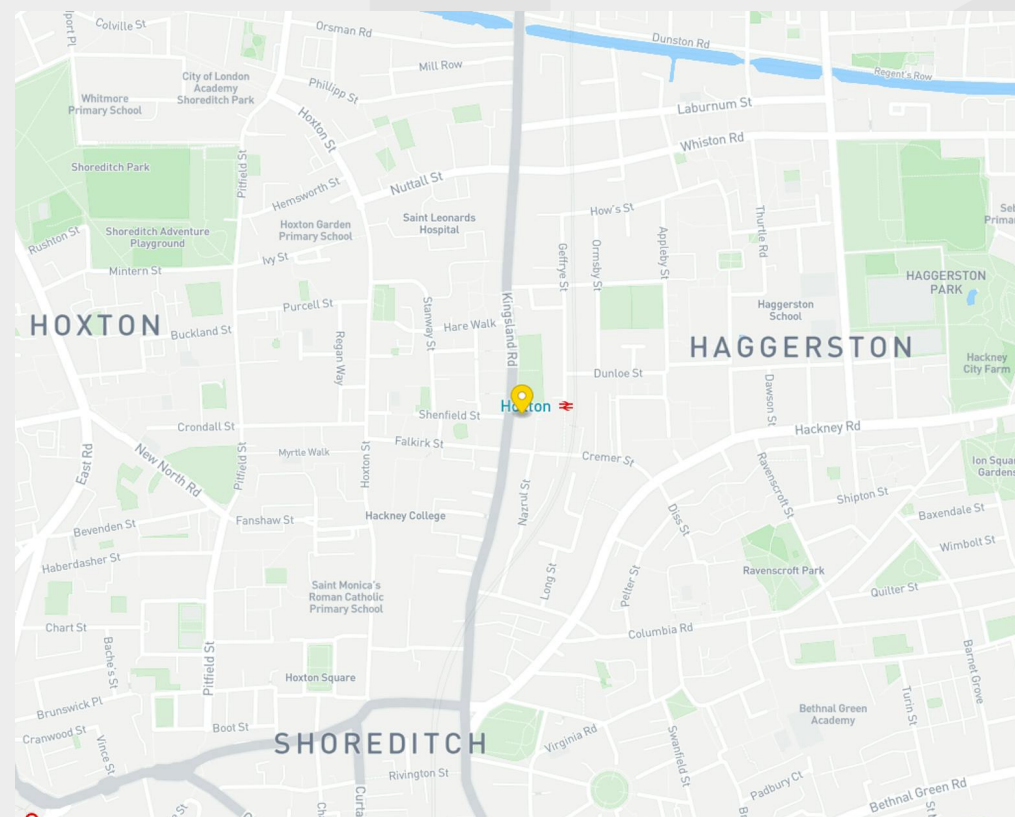 Colville St
Orsman Rd
Dunston Rd
Mill Row
Regent's Row
City of London
Academy
Shoreditch Park
Phillipp St
Whitmore
Primary School
Laburnum St
Hoxton St
Whiston Rd
Shoreditch Park
Pitfield St
Nuttall St
Hemsworth St
How's St
Saint Leonards
Hospital
Thurtle Rd
Hoxton Garden
Primary School
Rushton St
Shoreditch Adventure
Playground
Appleby St
Ivy St
Geffrye St
Ormsby St
Mintern St
HAGGERSTON
PARK
Purcell St
Haggerston
School
Kingsland Rd
Stanway St
Hare Walk
HOXTON
Buckland St
HAGGERSTON
Regan Way
Hackney
City Farm
Dunloe St
Dawson St
Hoxton
Shenfield St
Crondall St
Hackney Rd
Falkirk St
Myrtle Walk
Cremer St
East Rd
New North Rd
Pitfield St
Hoxton St
Ravenscroft St
Shipton St
Nazrul St
Baxendale St
Fanshaw St
Hackney College
Diss St
Bevenden St
Wimbolt St
Haberdasher St
Ravenscroft Park
Long St
Pelter St
Quilter St
Saint Monica's
Roman Catholic
Primary School
Chart St
Columbia Rd
Bache's St
Pitfield St
Barnet Grove
Hoxton Square
Turin St
Brunswick Pl
Bethnal Green
Academy
Boot St
Cranwood St
SHOREDITCH
Virginia Rd
Vince St
Swanfield St
Rivington St
Padbury Ct
Bethnal Green Rd